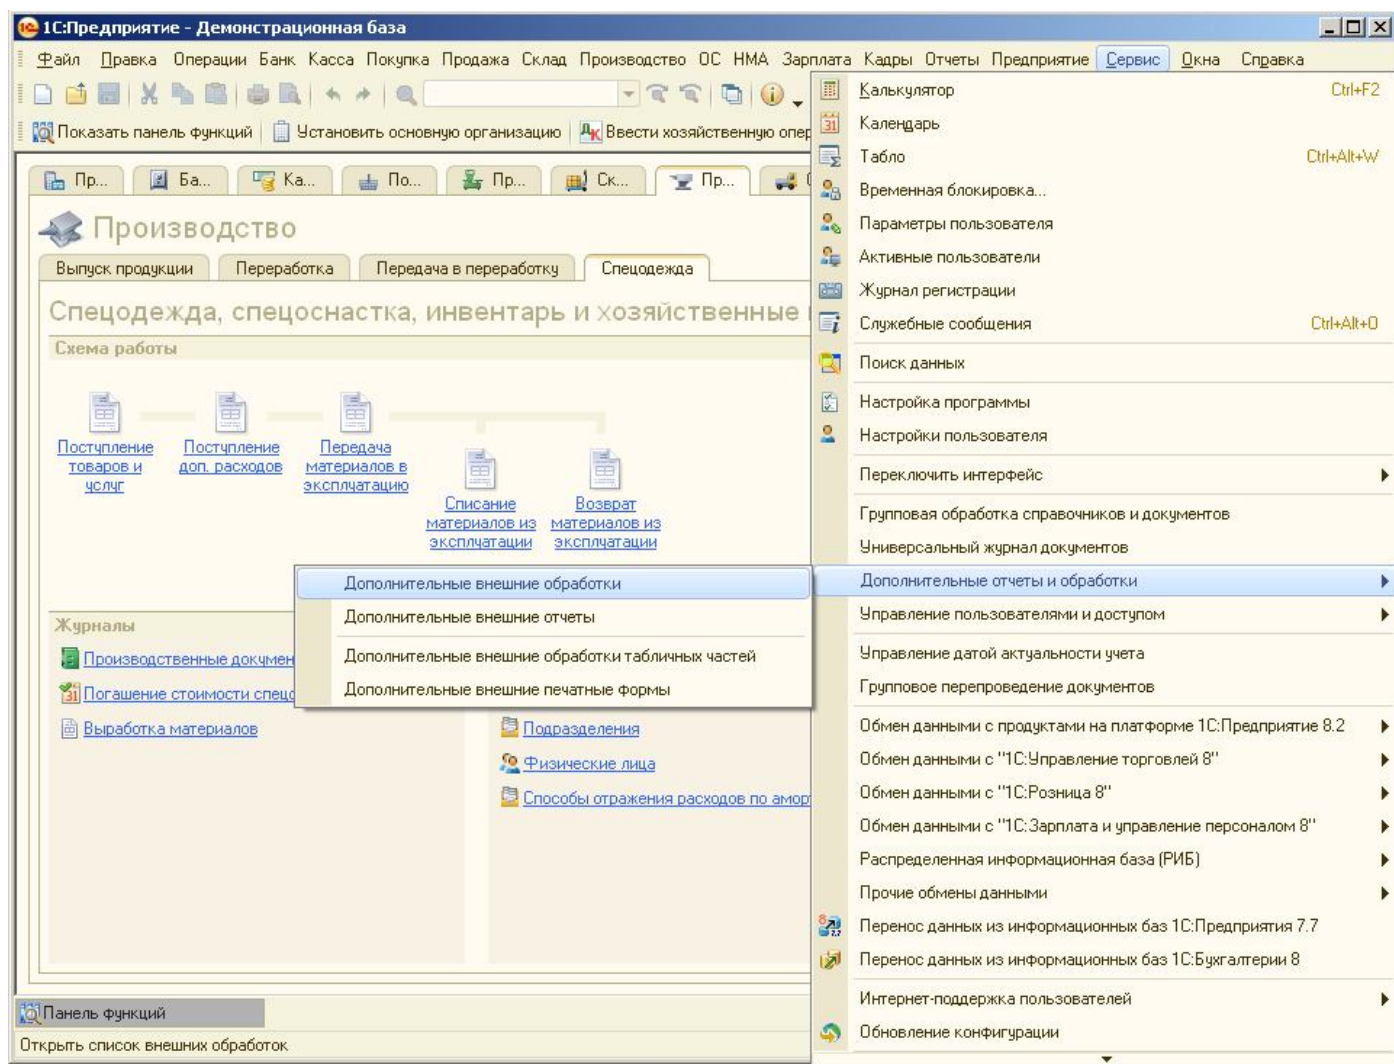 1С:Предприятие - Демонстрационная база
Файл Правка Операции Банк Касса Покупка Продажа Склад Производство ОС НМА Зарплата Кадры Отчеты Предприятие Сервис Окна Справка
Показать панель функций Установить основную организацию Ввести хозяйственную опер
Пр... Ба... Ка... По... Пр... Ск... Пр...
Производство
Выпуск продукции Переработка Передача в переработку Спецодежда
Спецодежда, спецоснастка, инвентарь и хозяйственные
Схема работы
Поступление
товаров и
услуг
Поступление
доп. расходов
Передача
материалов в
эксплуатацию
Списание
материалов из
эксплуатации
Возврат
материалов из
эксплуатации
Журналы
Производственные докумен
Погашение стоимости спецо
Выработка материалов
Подразделения
Физические лица
Способы отражения расходов по аморт
Дополнительные внешние обработки
Дополнительные внешние отчеты
Дополнительные внешние обработки табличных частей
Дополнительные внешние печатные формы
Калькулятор Ctrl+F2
Календарь
Табло Ctrl+Alt+W
Временная блокировка...
Параметры пользователя
Активные пользователи
Журнал регистрации
Служебные сообщения Ctrl+Alt+O
Поиск данных
Настройка программы
Настройки пользователя
Переключить интерфейс
Групповая обработка справочников и документов
Универсальный журнал документов
Дополнительные отчеты и обработки
Управление пользователями и доступом
Управление датой актуальности учета
Групповое перепроведение документов
Обмен данными с продуктами на платформе 1С:Предприятие 8.2
Обмен данными с "1С:Управление торговлей 8"
Обмен данными с "1С:Розница 8"
Обмен данными с "1С:Зарплата и управление персоналом 8"
Распределенная информационная база (РИБ)
Прочие обмены данными
Перенос данных из информационных баз 1С:Предприятия 7.7
Перенос данных из информационных баз 1С:Бухгалтерии 8
Интернет-поддержка пользователей
Обновление конфигурации
Панель функций
Открыть список внешних обработок